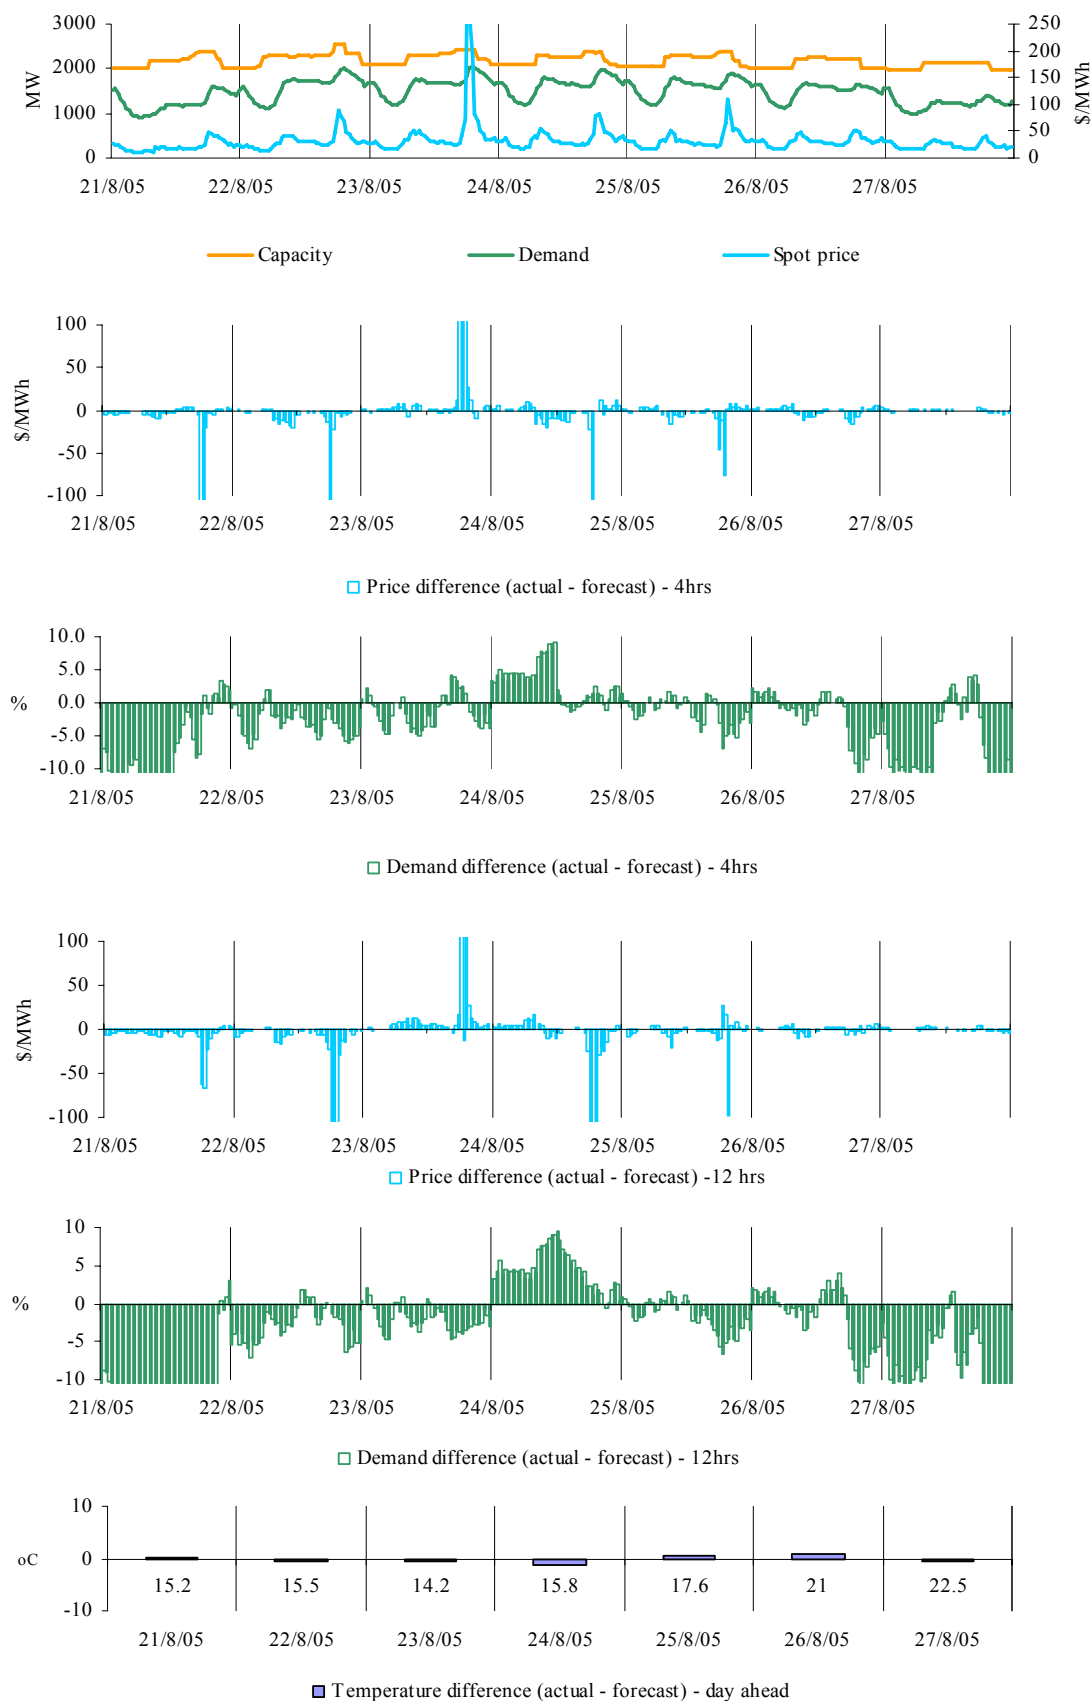 3000
2000
1000
0
MW
250
200
150
100
50
0
$/MWh
21/8/05 22/8/05 23/8/05 24/8/05 25/8/05 26/8/05 27/8/05
Capacity Demand Spot price
100
50
0
-50
-100
$/MWh
21/8/05 22/8/05 23/8/05 24/8/05 25/8/05 26/8/05 27/8/05
Price difference (actual - forecast) - 4hrs
10.0
5.0
0.0
-5.0
-10.0
%
21/8/05 22/8/05 23/8/05 24/8/05 25/8/05 26/8/05 27/8/05
Demand difference (actual - forecast) - 4hrs
100
50
0
-50
-100
$/MWh
21/8/05 22/8/05 23/8/05 24/8/05 25/8/05 26/8/05 27/8/05
Price difference (actual - forecast) -12 hrs
10
5
0
-5
-10
%
21/8/05 22/8/05 23/8/05 24/8/05 25/8/05 26/8/05 27/8/05
Demand difference (actual - forecast) - 12hrs
10
0
-10
oC
15.2 15.5 14.2 15.8 17.6 21 22.5
21/8/05 22/8/05 23/8/05 24/8/05 25/8/05 26/8/05 27/8/05
Temperature difference (actual - forecast) - day ahead